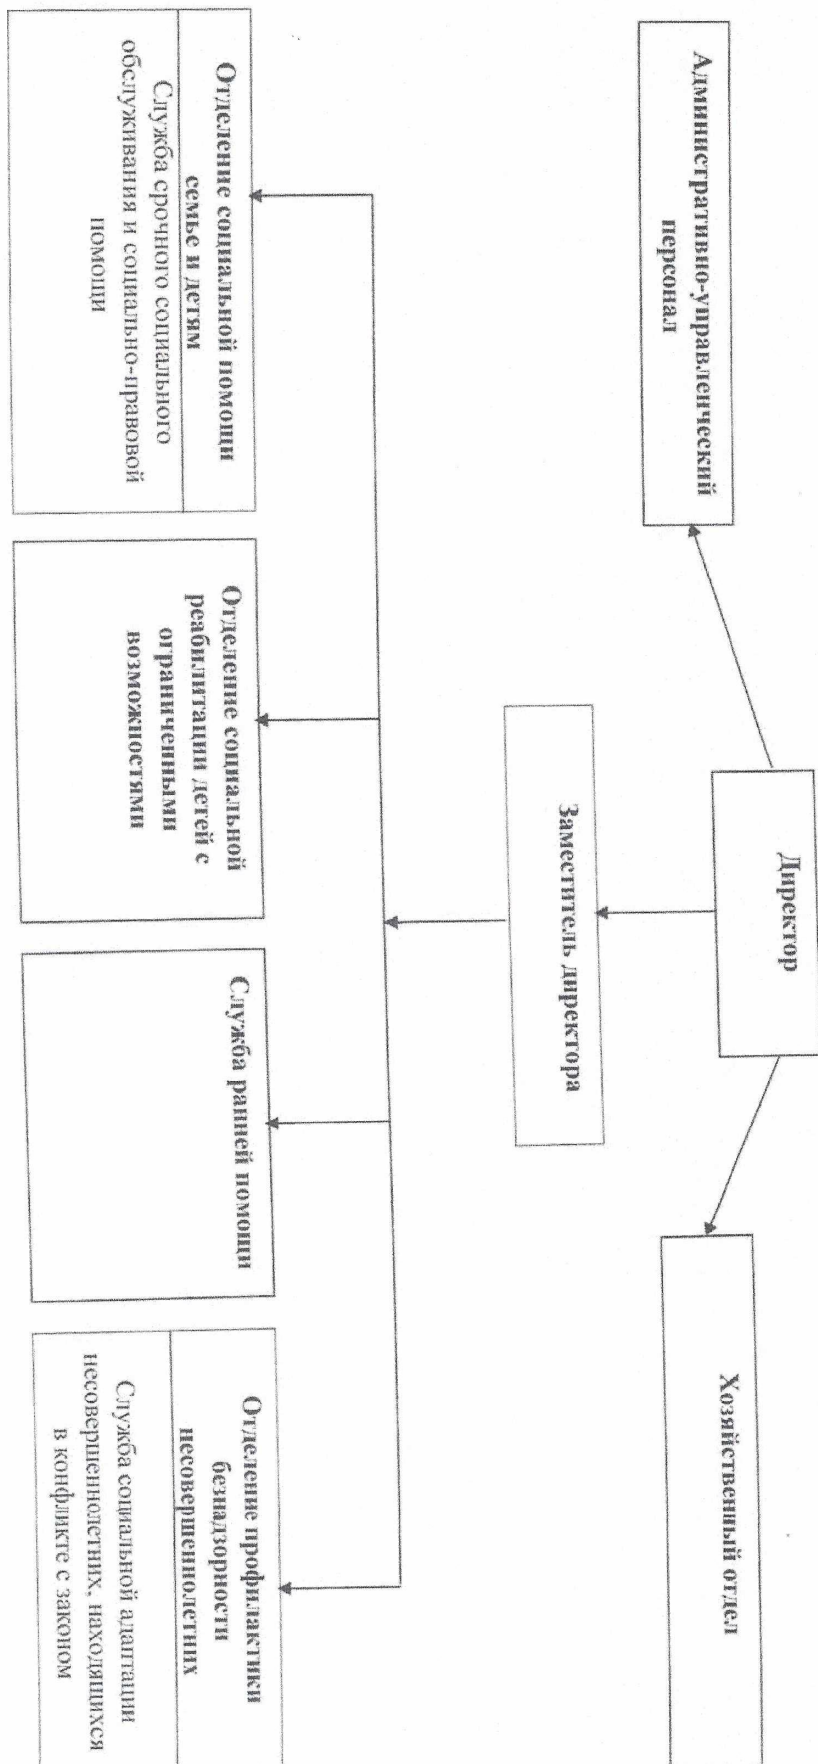 Директор
Административно-управленческий
персонал
Хозяйственный отдел
Заместитель директора
Отделение социальной помощи
семье и детям
Служба срочного социального
обслуживания и социально-правовой
помощи
Отделение социальной
реабилитации детей с
ограниченными
возможностями
Служба ранней помощи
Отделение профилактики
безнадзорности
несовершеннолетних
Служба социальной адаптации
несовершеннолетних, находящихся
в конфликте с законом